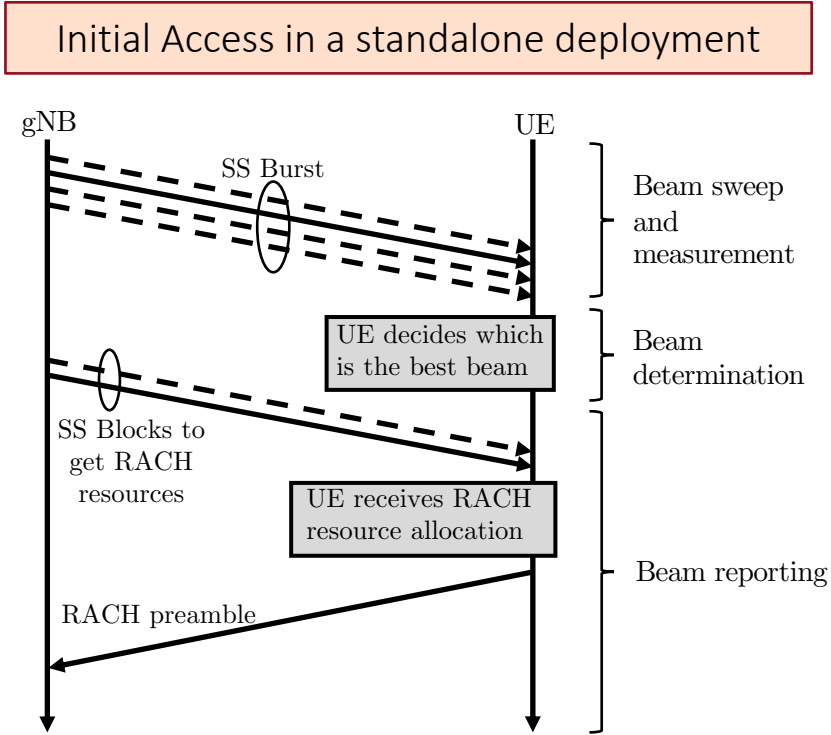 Initial Access in a standalone deployment
gNB
UE
SS Burst
Beam sweep
and
measurement
UE decides which
is the best beam
Beam
determination
SS Blocks to
get RACH
resources
UE receives RACH
resource allocation
Beam reporting
RACH preamble